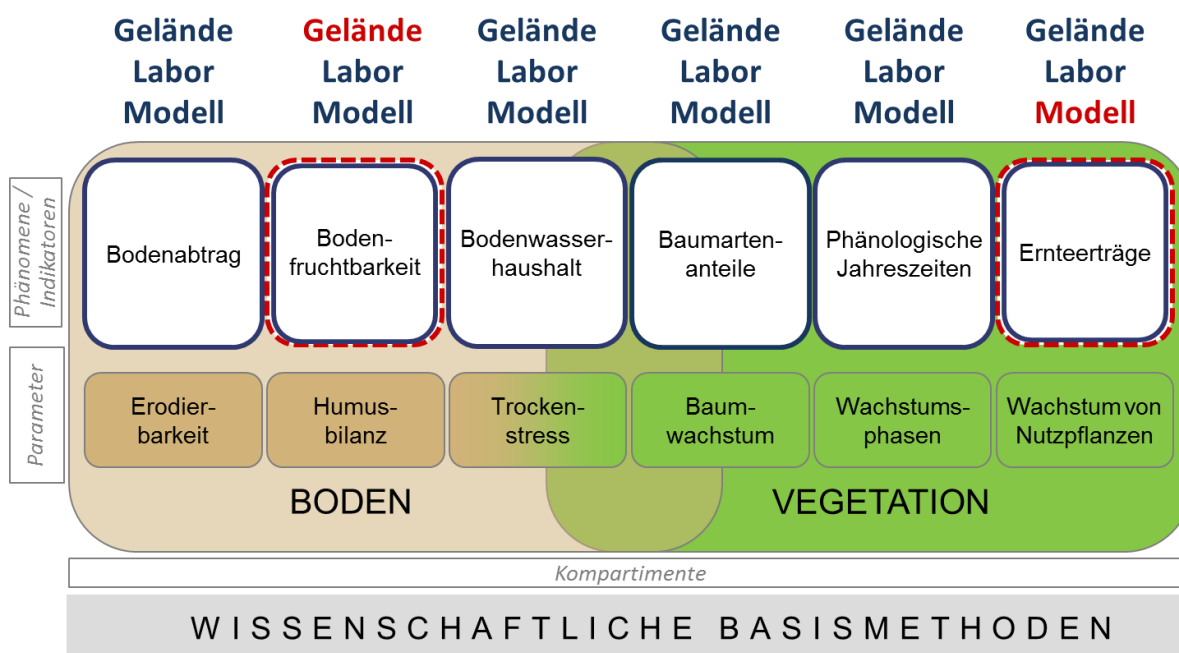 Gelände
Labor
Modell
Gelände
Labor
Modell
Gelände
Labor
Modell
Gelände
Labor
Modell
Gelände
Labor
Modell
Gelände
Labor
Modell
Phänomene /
Indikatoren
Bodenabtrag
Boden-
fruchtbarkeit
Bodenwasser-
haushalt
Baumarten-
anteile
Phänologische
Jahreszeiten
Ernteerträge
Parameter
Erodier-
barkeit
Humus-
bilanz
Trocken-
stress
Baum-
wachstum
Wachstums-
phasen
Wachstum von
Nutzpflanzen
BODEN
VEGETATION
Kompartimente
WISSENSCHAFTLICHE BASISMETHODEN